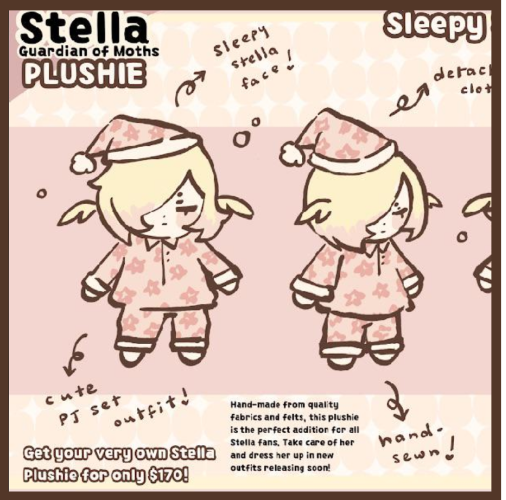 Stella
Guardian of Moths
PLUSHIE
Sleepy
sleepy
stella
face!
cute
PJ set
outfit!
Hand-made from quality
fabrics and felts, this plushie
is the perfect addition for all
Stella fans. Take care of her
and dress her up in new
outfits releasing soon!
hand-
sewn!
Get your very own Stella
Plushie for only $170!